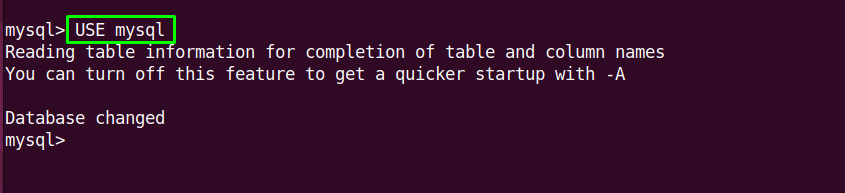 mysql> USE mysql
Reading table information for completion of table and column names
You can turn off this feature to get a quicker startup with -A
Database changed
mysql>